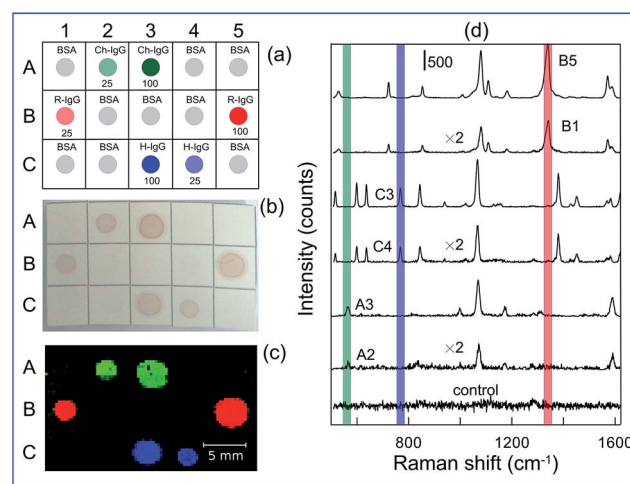 1 2 3 4 5
(a)
BSA Ch-IgG Ch-IgG BSA BSA
A
25 100
R-IgG BSA BSA BSA R-IgG
B
25 100
BSA BSA H-IgG H-IgG BSA
C
100 25
(b)
A
B
C
(c)
A
B
C
5 mm
(d)
500
B5
×2 B1
C3
C4 ×2
A3
A2 ×2
control
Intensity (counts)
800 1200 1600
Raman shift (cm⁻¹)